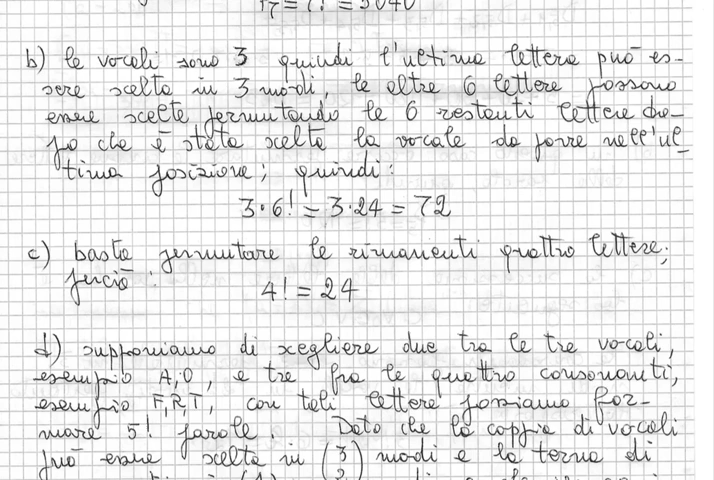 P7 = 7! = 5040
b) le vocali sono 3 quindi l'ultima lettera può es-
sere scelta in 3 modi, le altre 6 lettere possono
essere scelte permutando le 6 restanti lettere do-
po che è stata scelta la vocale da porre nell'ul_
tima posizione; quindi:
3·6! = 3·24 = 72
c) basta permutare le rimanenti quattro lettere;
perciò: 4! = 24
d) supponiamo di scegliere due tra le tre vocali,
esempio A,O, e tre fra le quattro consonanti,
esempio F,R,T, con tali lettere possiamo for-
mare 5! parole. Dato che la coppia di vocali
può essere scelta in (3 2) modi e la terna di